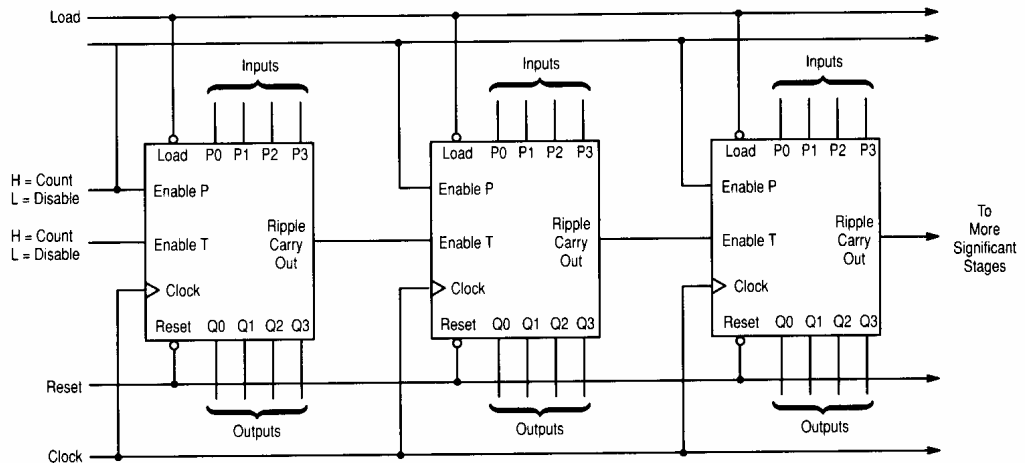 Load
Inputs
Inputs
Inputs
Load P0 P1 P2 P3
Load P0 P1 P2 P3
Load P0 P1 P2 P3
H = Count
L = Disable
Enable P
Enable P
Enable P
H = Count
L = Disable
Enable T
Ripple
Carry
Out
Enable T
Ripple
Carry
Out
Enable T
Ripple
Carry
Out
To
More
Significant
Stages
Clock
Clock
Clock
Reset Q0 Q1 Q2 Q3
Reset Q0 Q1 Q2 Q3
Reset Q0 Q1 Q2 Q3
Reset
Outputs
Outputs
Outputs
Clock